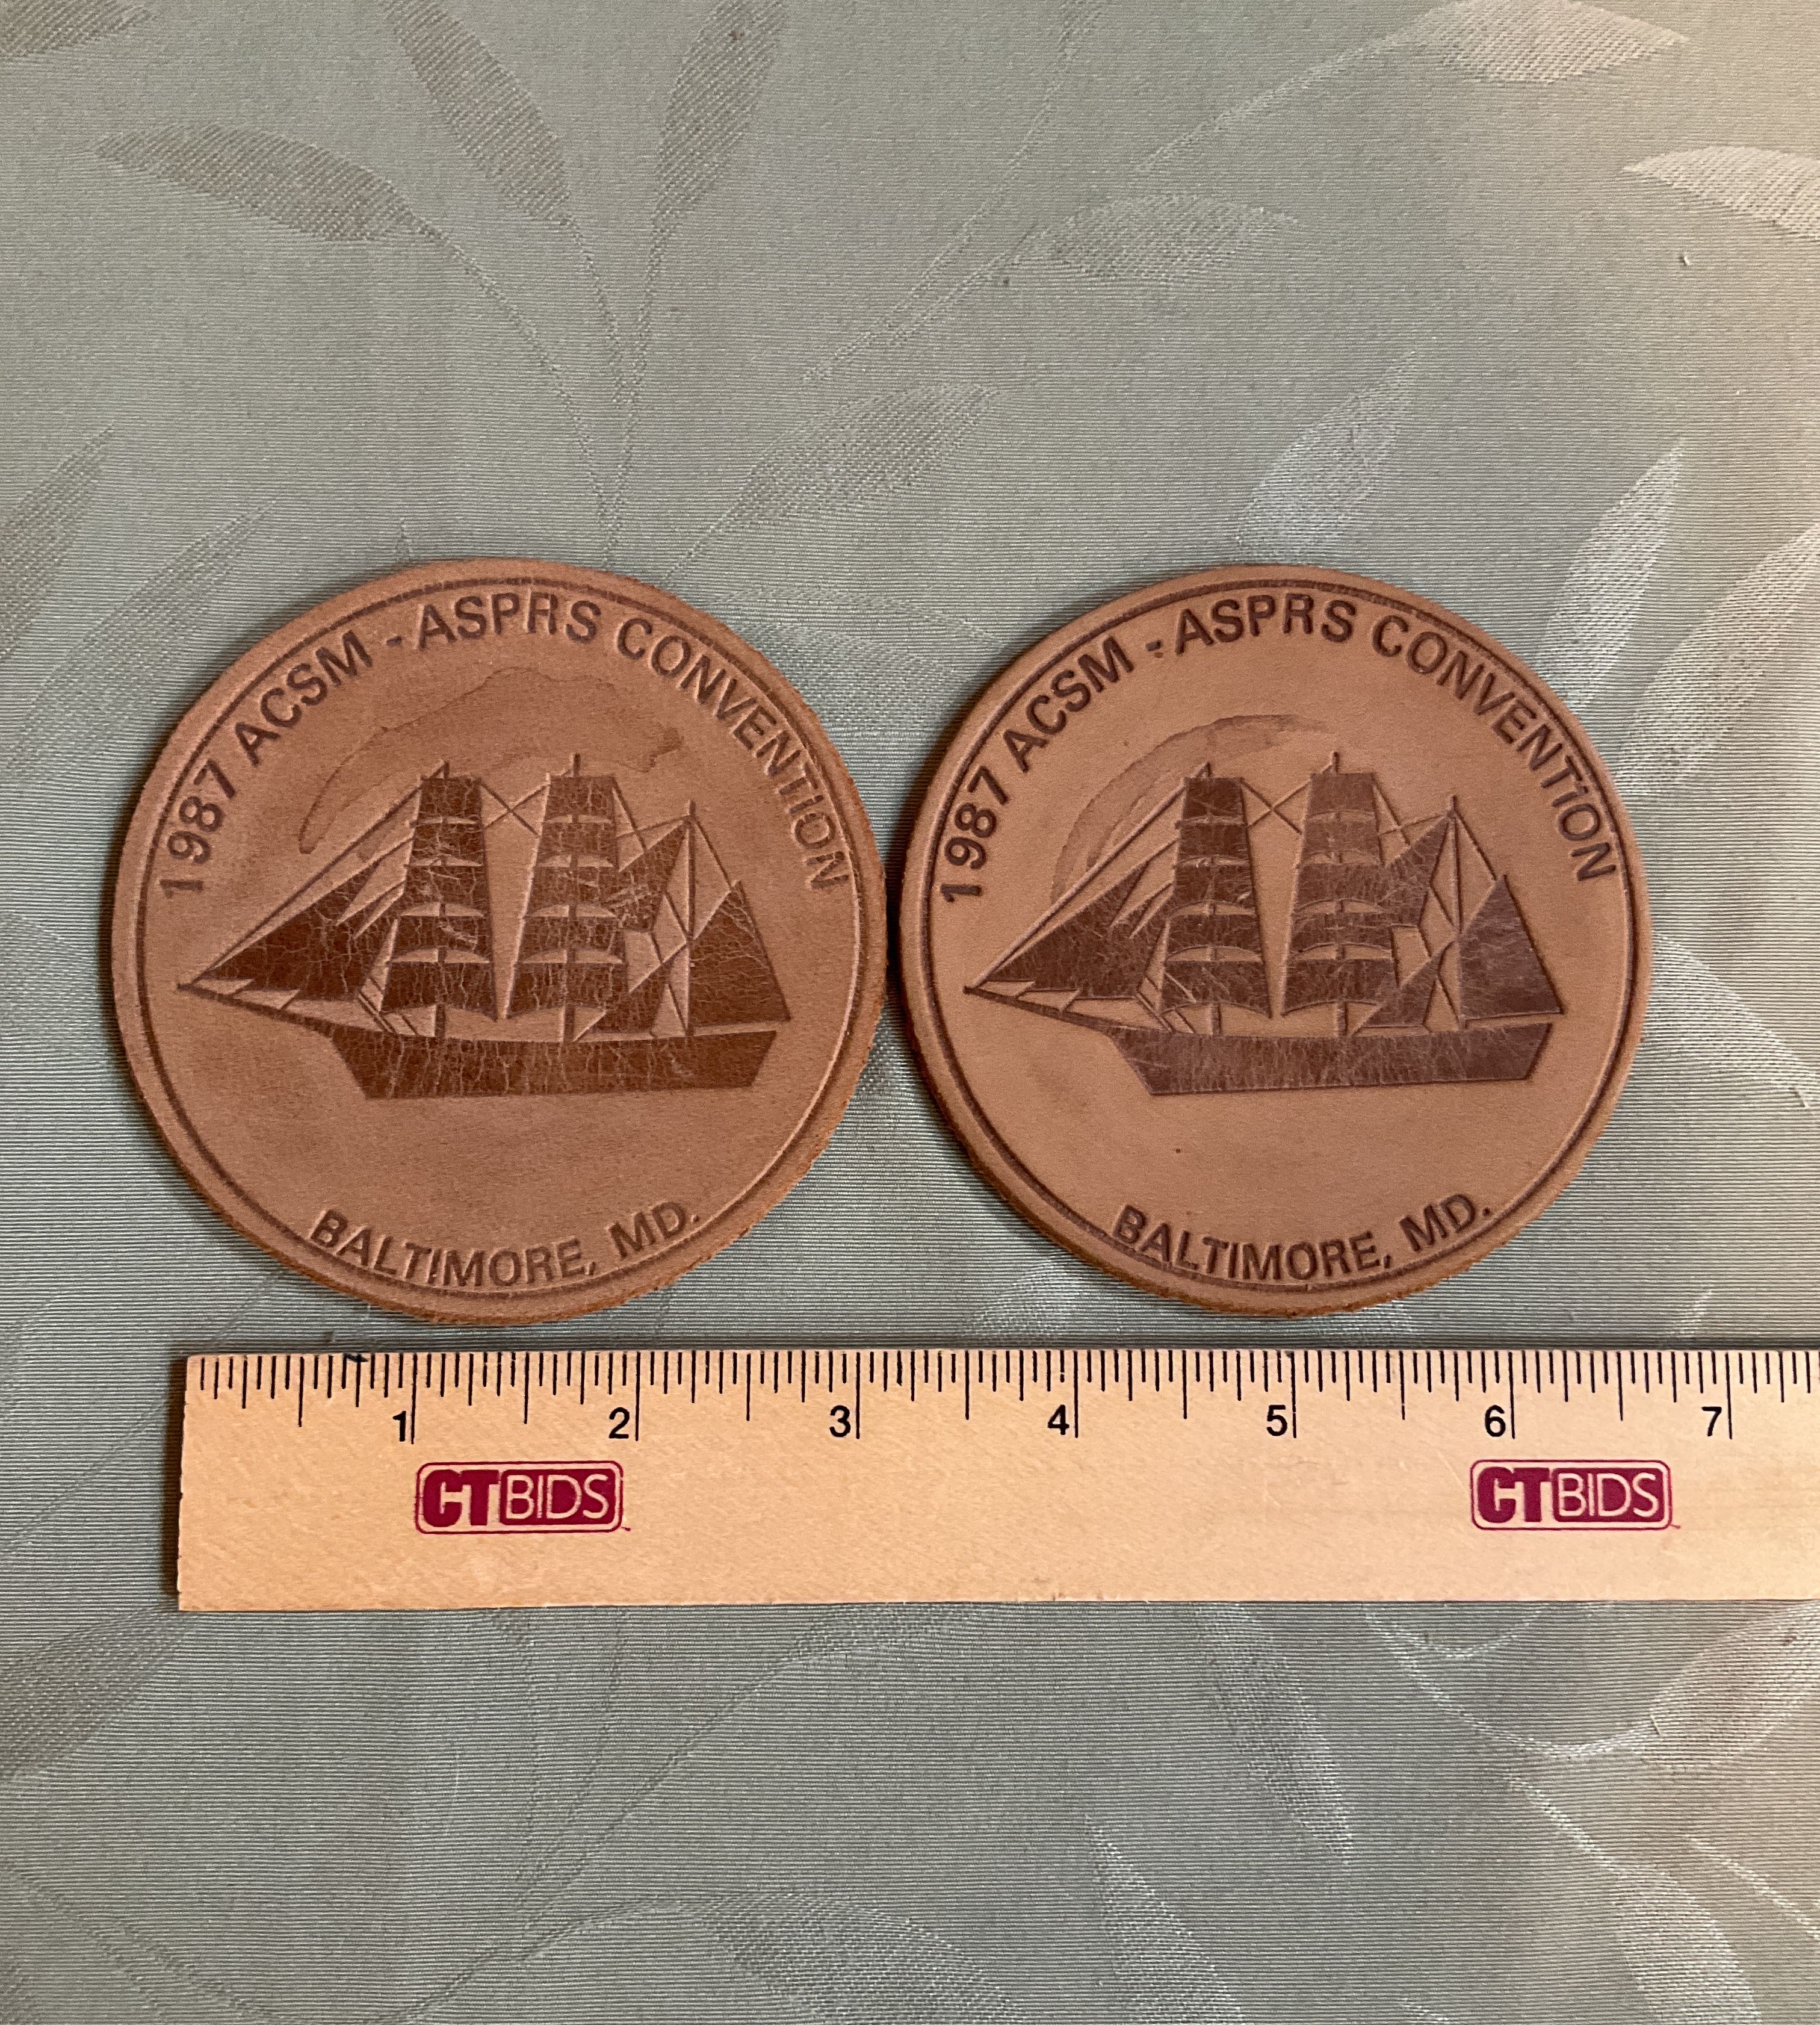 1987 ACSM - ASPRS CONVENTION
BALTIMORE, MD.
1987 ACSM - ASPRS CONVENTION
BALTIMORE, MD.
1 2 3 4 5 6 7
CTBIDS CTBIDS